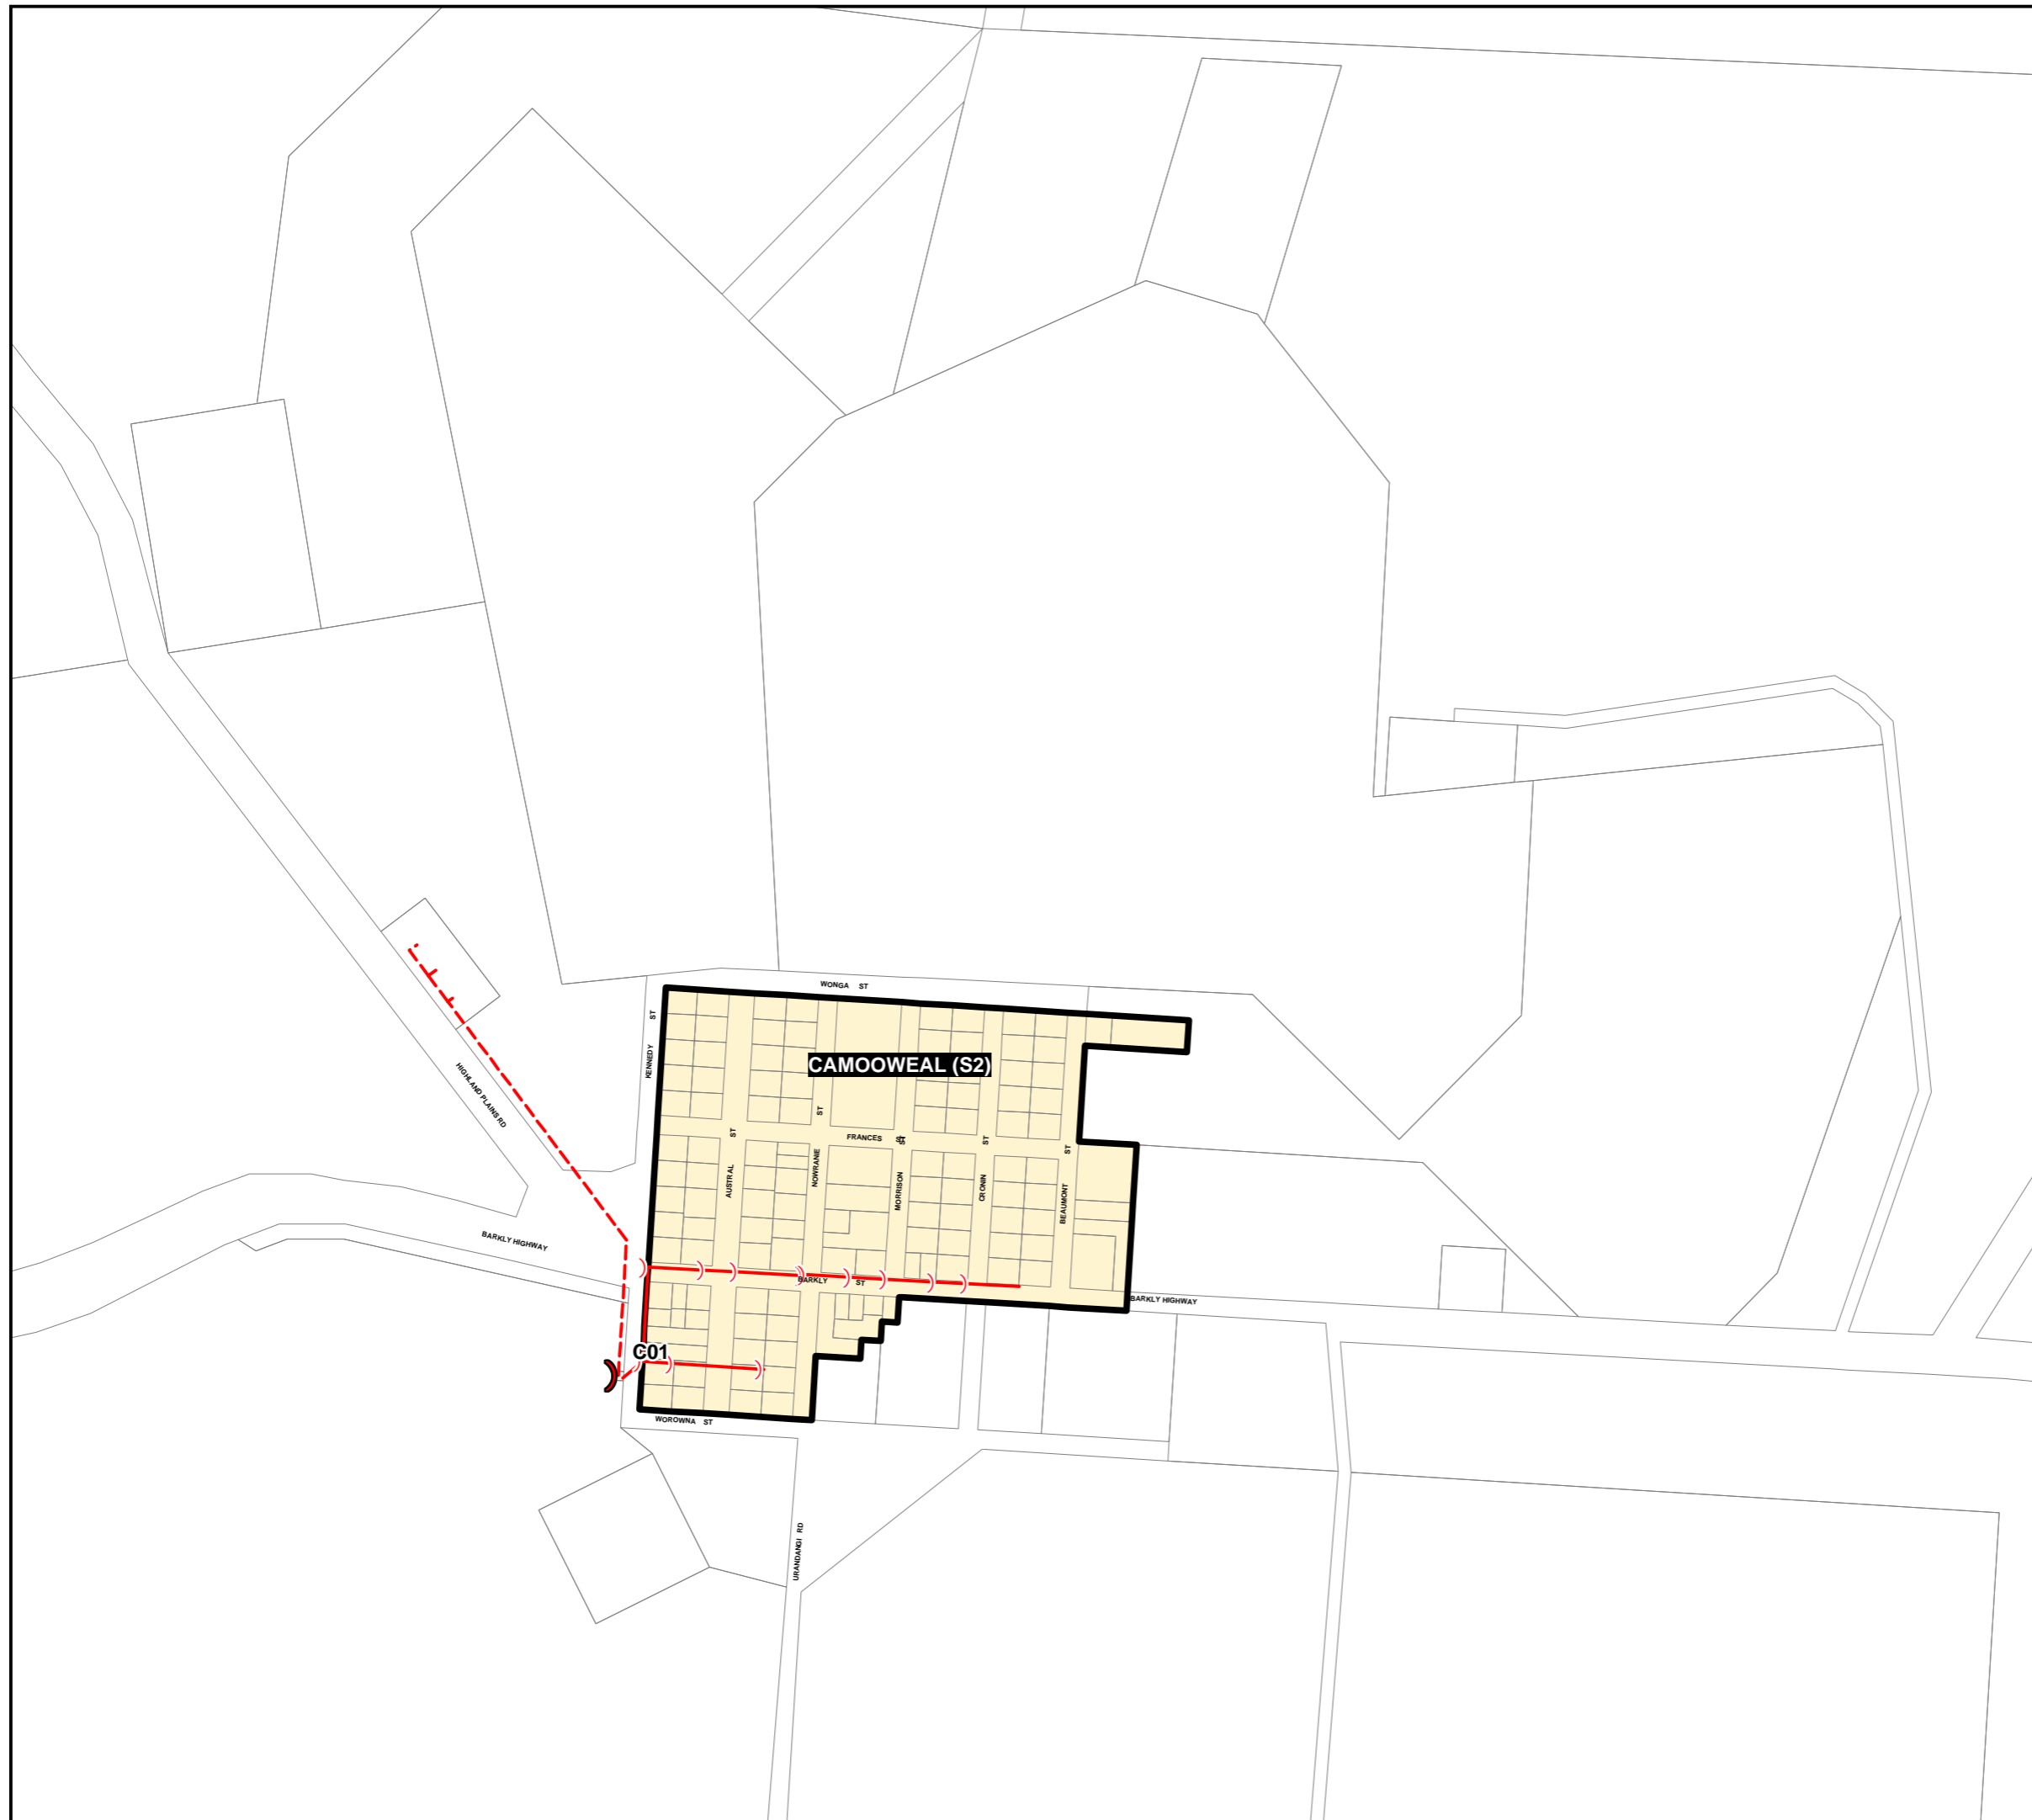 WONGA ST
KENNEDY ST
CAMOOWEAL (S2)
HIGHLAND PLAINS RD
FRANCES ST
AUSTRAL ST
NOWRANIE ST
MORRISON ST
CRONIN ST
BEAUMONT ST
BARKLY HIGHWAY
BARKLY ST
BARKLY HIGHWAY
C01
WOROWNA ST
URANDANGI RD